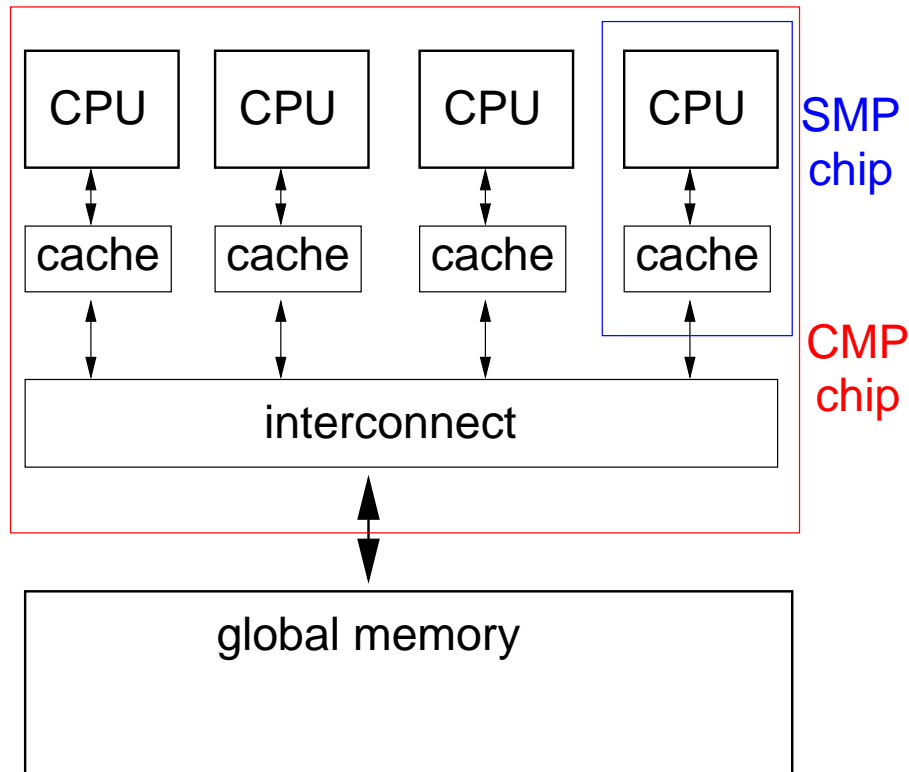 CPU
CPU
CPU
CPU
SMP
chip
cache
cache
cache
cache
CMP
chip
interconnect
global memory